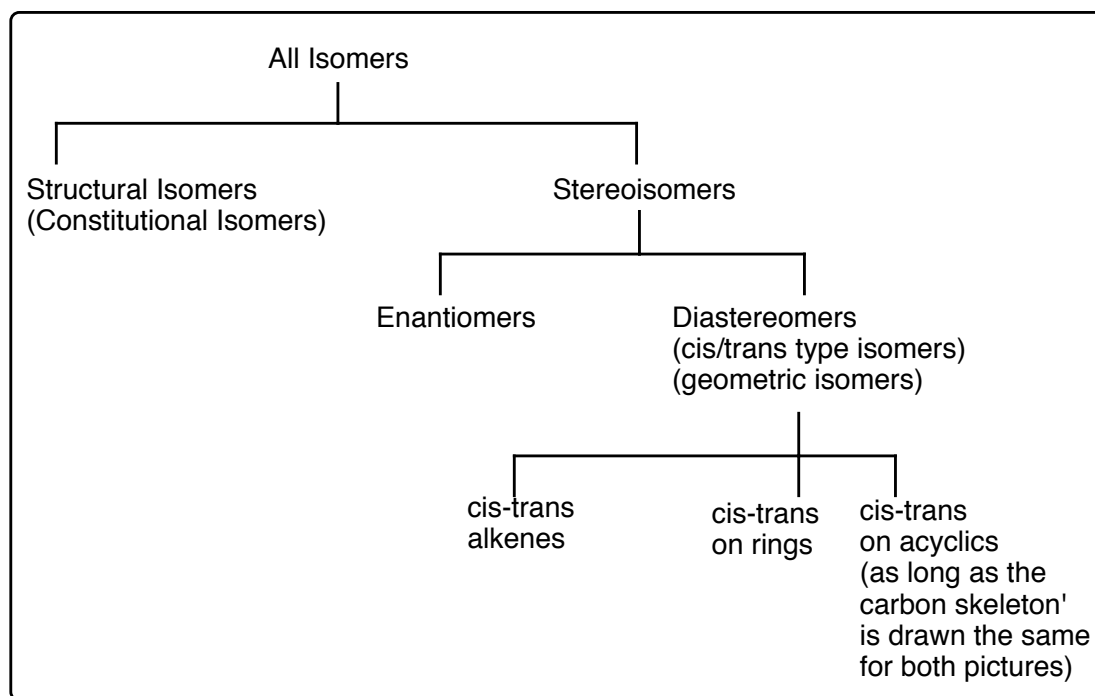 All Isomers
Structural Isomers
(Constitutional Isomers)
Stereoisomers
Enantiomers
Diastereomers
(cis/trans type isomers)
(geometric isomers)
cis-trans
alkenes
cis-trans
on rings
cis-trans
on acyclics
(as long as the
carbon skeleton'
is drawn the same
for both pictures)